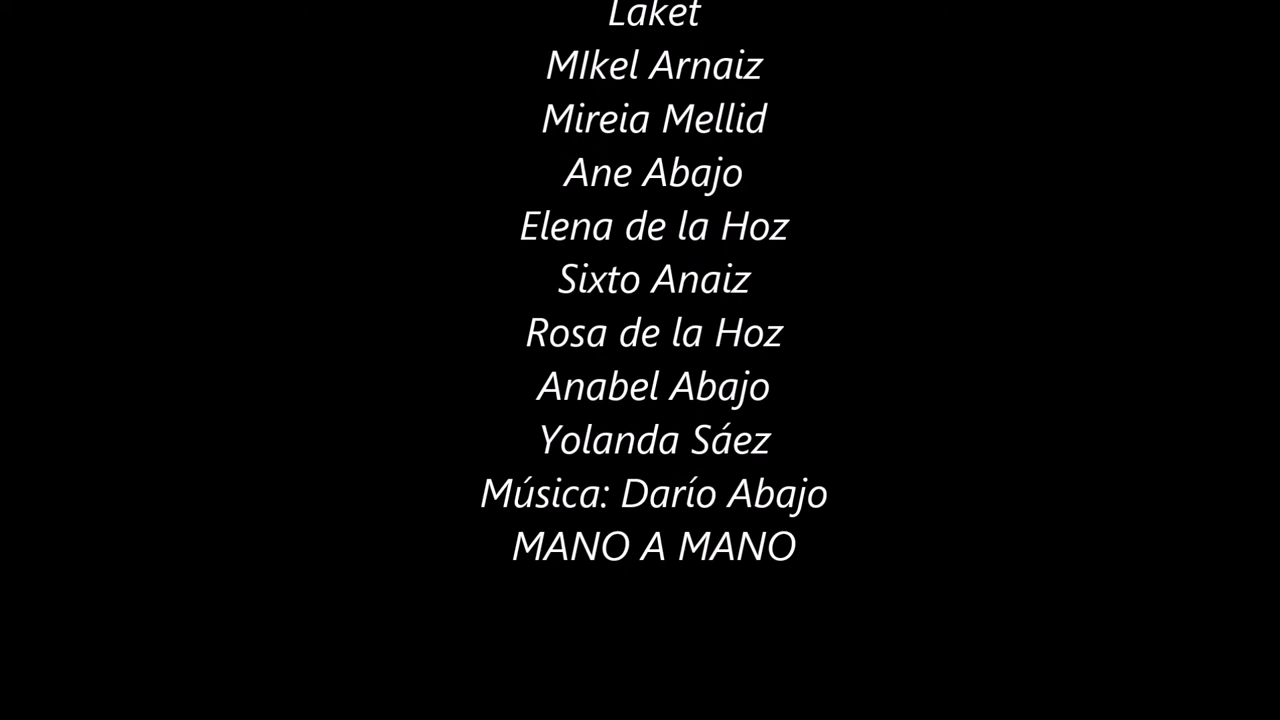 Laket
MIkel Arnaiz
Mireia Mellid
Ane Abajo
Elena de la Hoz
Sixto Anaiz
Rosa de la Hoz
Anabel Abajo
Yolanda Sáez
Música: Darío Abajo
MANO A MANO